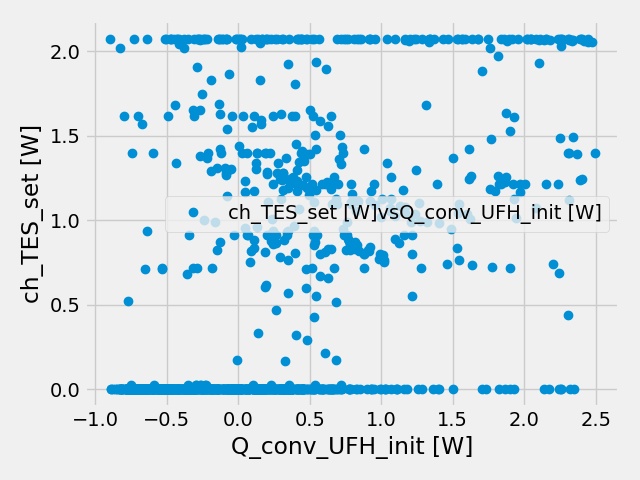 2.0
1.5
1.0
0.5
0.0
ch_TES_set [W]
ch_TES_set [W]vsQ_conv_UFH_init [W]
−1.0 −0.5 0.0 0.5 1.0 1.5 2.0 2.5
Q_conv_UFH_init [W]